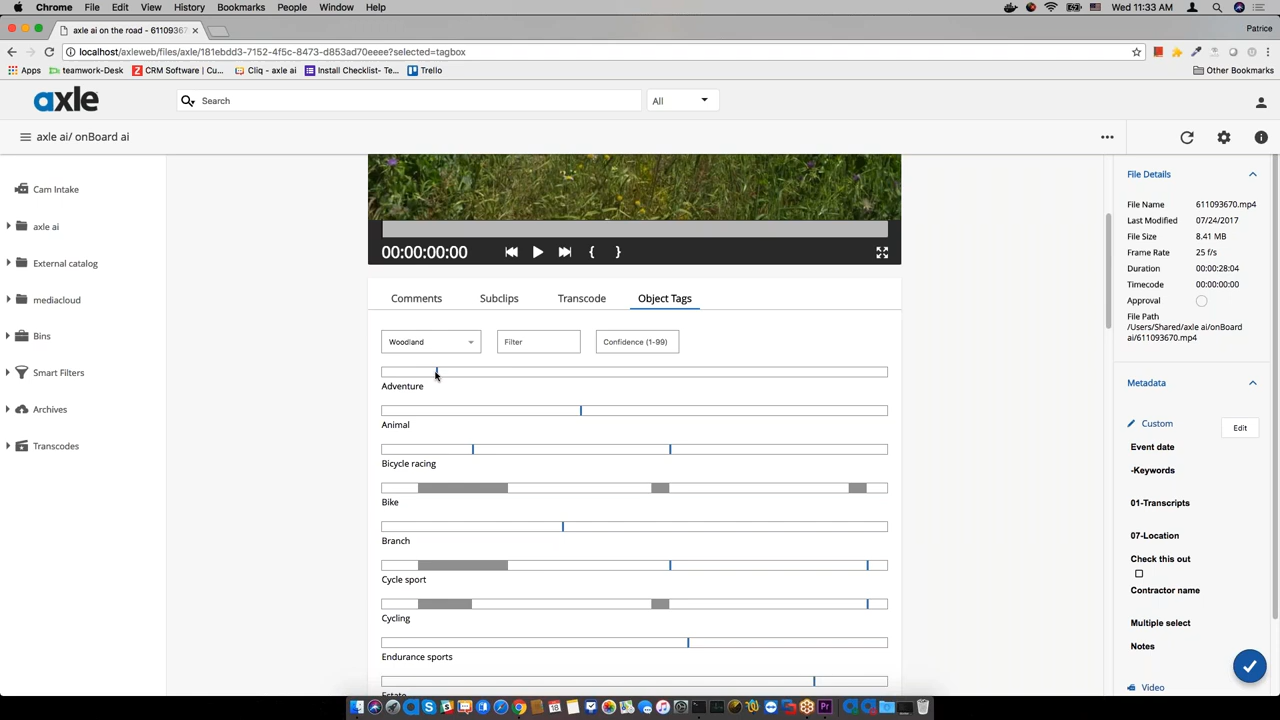 Chrome File Edit View History Bookmarks People Window Help Wed 11:33 AM
axle ai on the road - 6110936
Patrice
localhost/axleweb/files/axle/181ebdd3-7152-4f5c-8473-d853ad70eeee?selected=tagbox
Apps teamwork-Desk CRM Software | Cu... Cliq - axle ai Install Checklist- Te... Trello Other Bookmarks
axle Search All
axle ai/ onBoard ai
Cam Intake
axle ai
External catalog
mediacloud
Bins
Smart Filters
Archives
Transcodes
00:00:00:00 { }
Comments Subclips Transcode Object Tags
Woodland Filter Confidence (1-99)
Adventure
Animal
Bicycle racing
Bike
Branch
Cycle sport
Cycling
Endurance sports
Estate
File Details
File Name 611093670.mp4
Last Modified 07/24/2017
File Size 8.41 MB
Frame Rate 25 f/s
Duration 00:00:28:04
Timecode 00:00:00:00
Approval
File Path
/Users/Shared/axle ai/onBoard
ai/611093670.mp4
Metadata
Custom Edit
Event date
-Keywords
01-Transcripts
07-Location
Check this out
Contractor name
Multiple select
Notes
Video